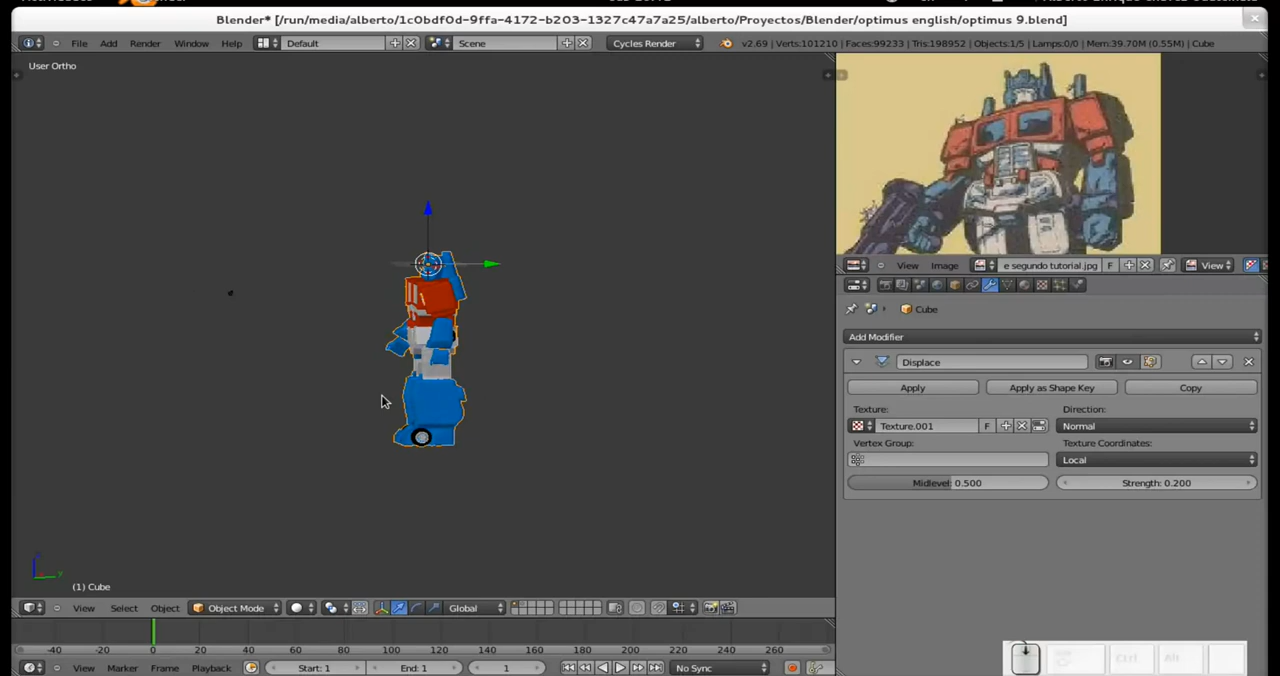 Blender* [/run/media/alberto/1c0bdf0d-9ffa-4172-b203-1327c47a7a25/alberto/Proyectos/Blender/optimus english/optimus 9.blend]
File Add Render Window Help Default Scene Cycles Render v2.69 | Verts:101210 | Faces:99233 | Tris:198952 | Objects:1/5 | Lamps:0/0 | Mem:39.70M (0.55M) | Cube
User Ortho
View Image e segundo tutorial.jpg F View
Cube
Add Modifier
Displace
Apply Apply as Shape Key Copy
Texture: Direction:
Texture.001 F Normal
Vertex Group: Texture Coordinates:
Local
Midlevel: 0.500 Strength: 0.200
(1) Cube
View Select Object Object Mode Global
-40 -20 0 20 40 60 80 100 120 140 160 180 200 220 240 260
View Marker Frame Playback Start: 1 End: 1 1 No Sync
Ctrl Alt